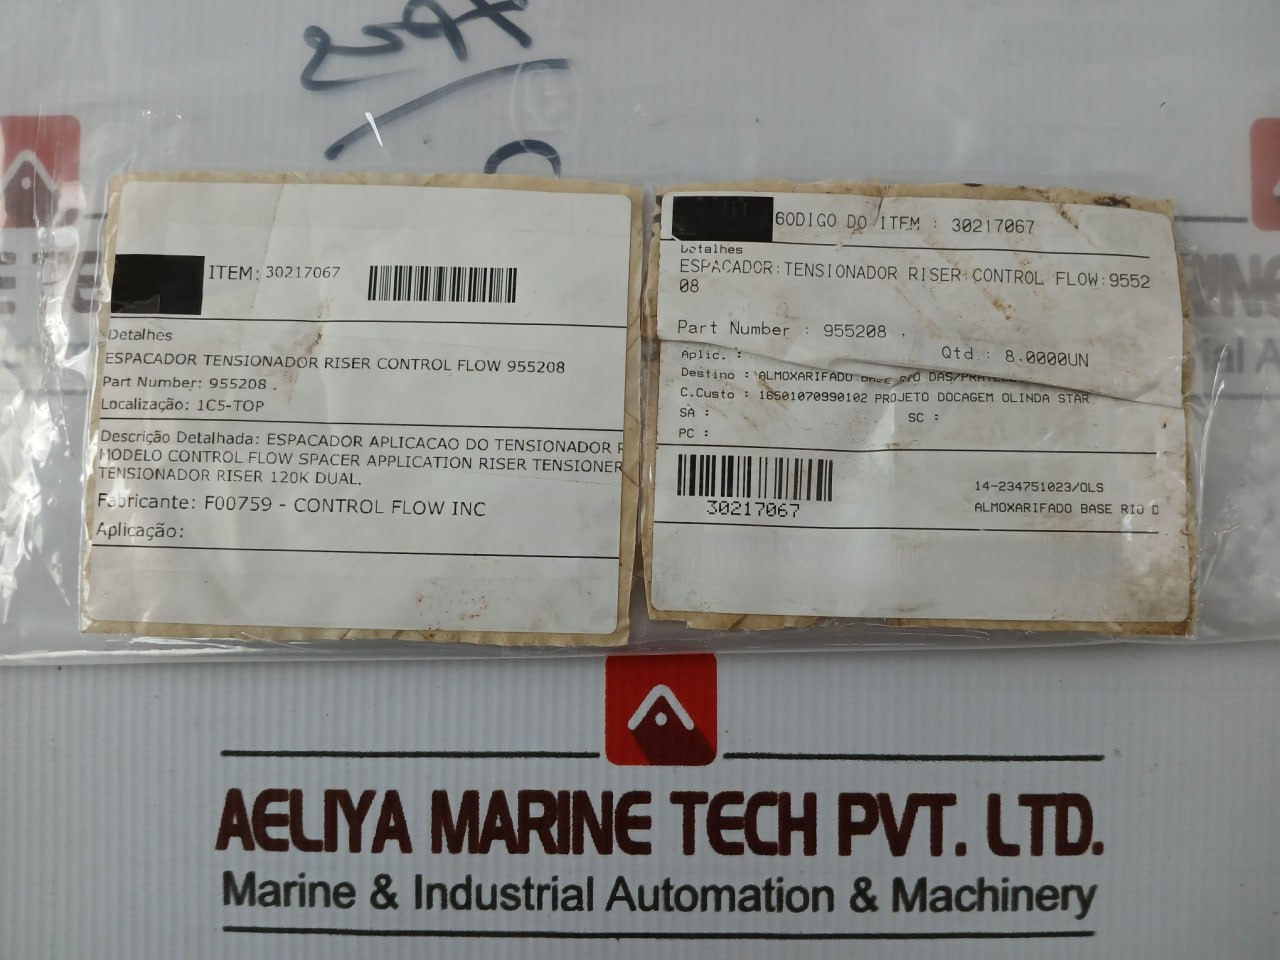 ITEM: 30217067
Detalhes
ESPACADOR TENSIONADOR RISER CONTROL FLOW 955208
Part Number: 955208 .
Localização: 1C5-TOP
Descrição Detalhada: ESPACADOR APLICACAO DO TENSIONADOR
MODELO CONTROL FLOW SPACER APPLICATION RISER TENSIONER
TENSIONADOR RISER 120K DUAL.
Fabricante: F00759 - CONTROL FLOW INC
Aplicação:
CODIGO DO ITEM : 30217067
Detalhes
ESPACADOR:TENSIONADOR RISER:CONTROL FLOW:9552
08
Part Number : 955208 .
Qtd : 8.0000UN
Aplic. :
Destino : ALMOXARIFADO BASE RIO DAS/
C.Custo : 16501070990102 PROJETO DOCAGEM OLINDA STAR
SA :
SC :
PC :
30217067
14-234751023/OLS
ALMOXARIFADO BASE RIO D
AELIYA MARINE TECH PVT. LTD.
Marine & Industrial Automation & Machinery